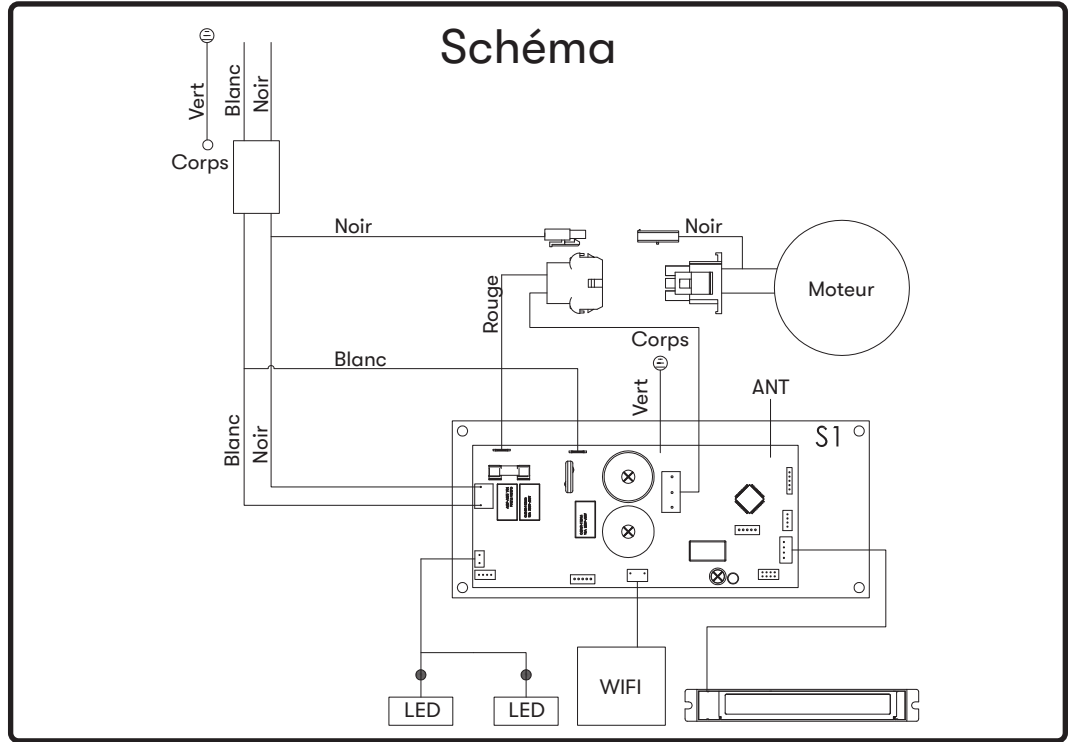 Schéma
Vert
Blanc
Noir
Corps
Noir
Noir
Moteur
Rouge
Corps
Blanc
Vert
ANT
Blanc
Noir
S1
LED
LED
WIFI